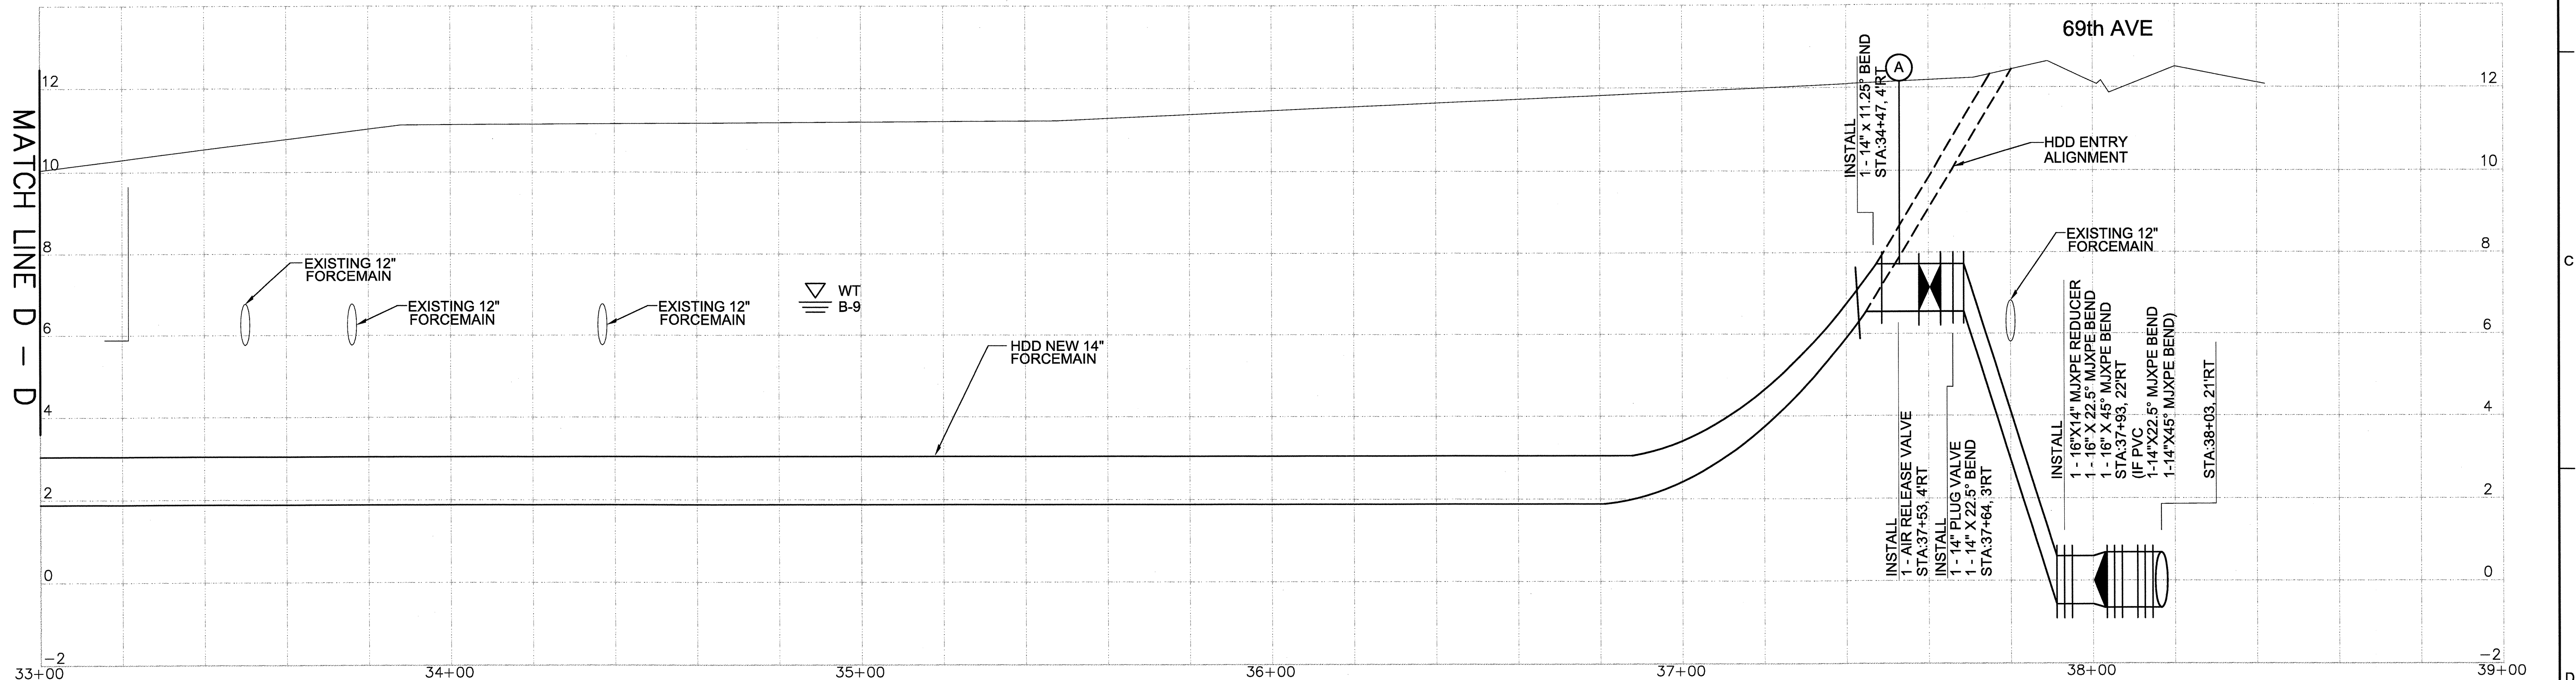 69th AVE
MATCH LINE D - D
12
10
8
6
4
2
0
-2
INSTALL
1 - 14" x 11.25° BEND
STA:34+47, 4'RT
A
HDD ENTRY
ALIGNMENT
EXISTING 12"
FORCEMAIN
EXISTING 12"
FORCEMAIN
EXISTING 12"
FORCEMAIN
WT
B-9
HDD NEW 14"
FORCEMAIN
EXISTING 12"
FORCEMAIN
INSTALL
1 - AIR RELEASE VALVE
STA:37+53, 4'RT
INSTALL
1 - 14" PLUG VALVE
1 - 14" X 22.5° BEND
STA:37+64, 3'RT
INSTALL
1 - 16"X14" MJXPE REDUCER
1 - 16" X 22.5° MJXPE BEND
1 - 16" X 45° MJXPE BEND
STA:37+93, 22'RT
(IF PVC
1-14"X22.5° MJXPE BEND
1-14"X45° MJXPE BEND)
STA:38+03, 21'RT
12
10
8
6
4
2
0
-2
33+00
34+00
35+00
36+00
37+00
38+00
39+00
C
D